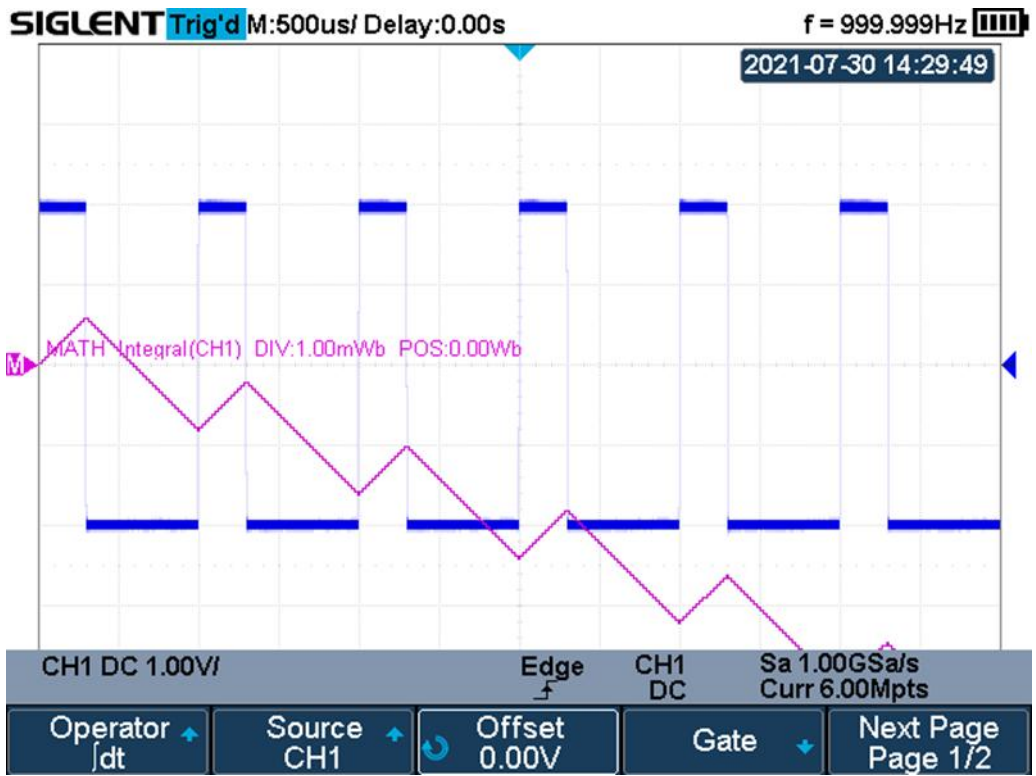 SIGLENT Trig'd M:500us/ Delay:0.00s f = 999.999Hz
2021-07-30 14:29:49
MATH Integral(CH1) DIV:1.00mWb POS:0.00Wb
M
CH1 DC 1.00V/ Edge CH1 Sa 1.00GSa/s
DC Curr 6.00Mpts
Operator Source Offset Gate Next Page
∫dt CH1 0.00V Page 1/2